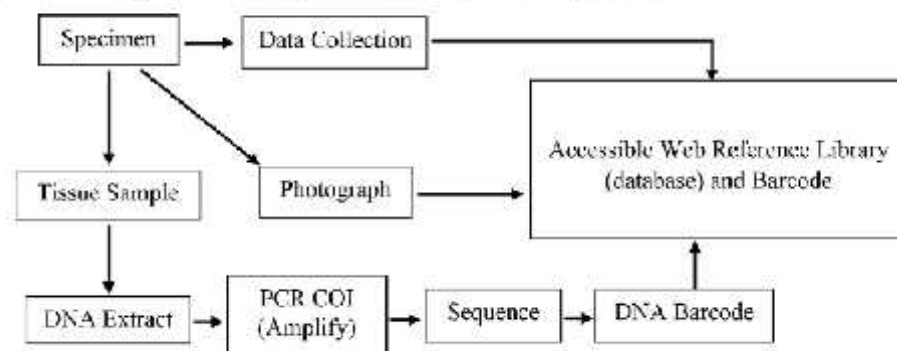 Specimen
Data Collection
Accessible Web Reference Library
(database) and Barcode
Tissue Sample
Photograph
DNA Extract
PCR COI
(Amplify)
Sequence
DNA Barcode